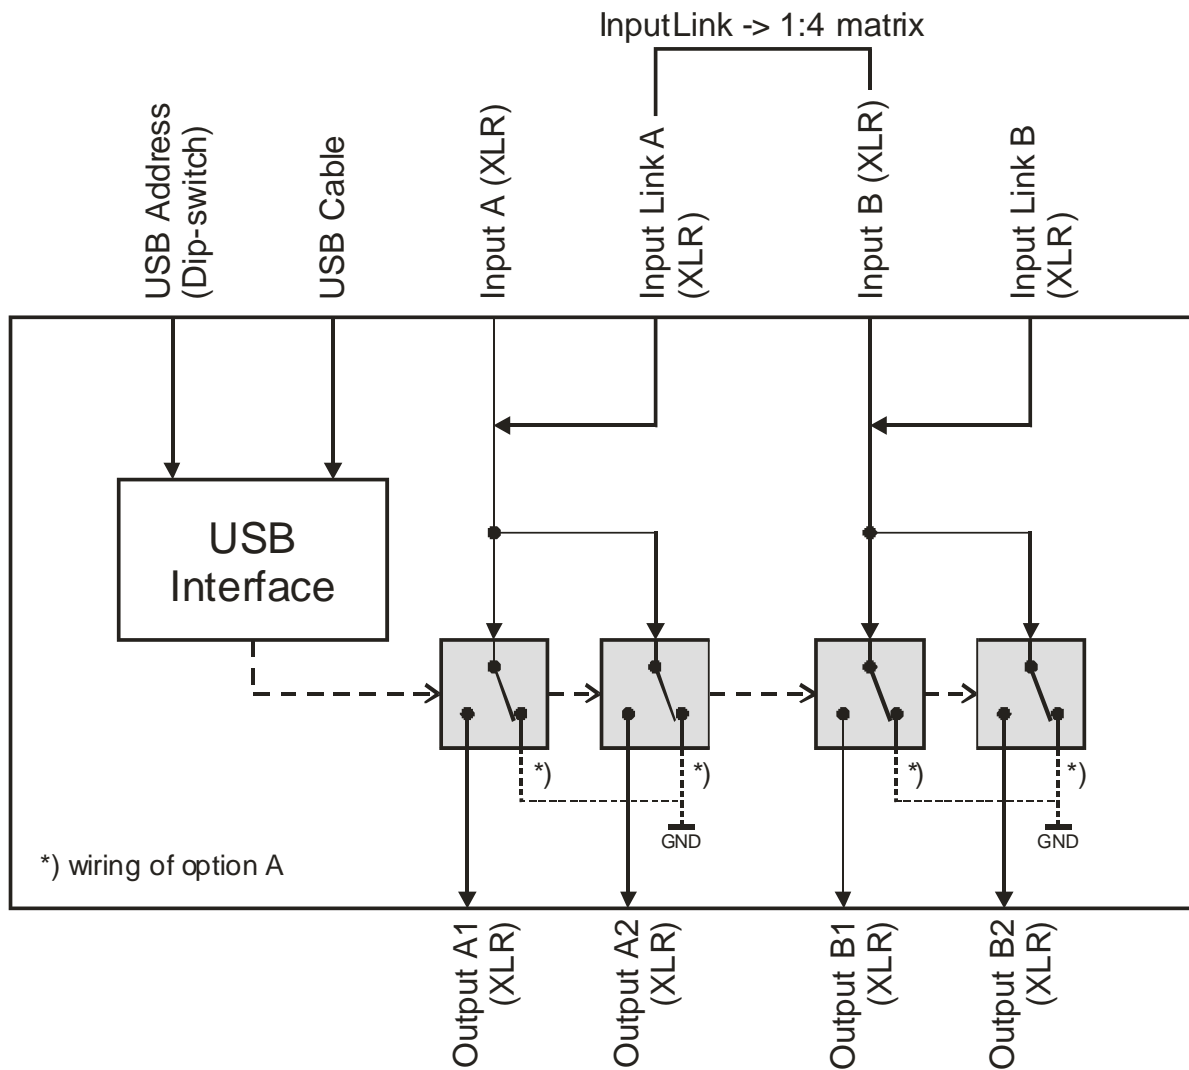 InputLink -> 1:4 matrix
USB Address
(Dip-switch)
USB Cable
Input A (XLR)
Input Link A
(XLR)
Input B (XLR)
Input Link B
(XLR)
USB
Interface
*)
*)
*)
*)
GND
GND
*) wiring of option A
Output A1
(XLR)
Output A2
(XLR)
Output B1
(XLR)
Output B2
(XLR)